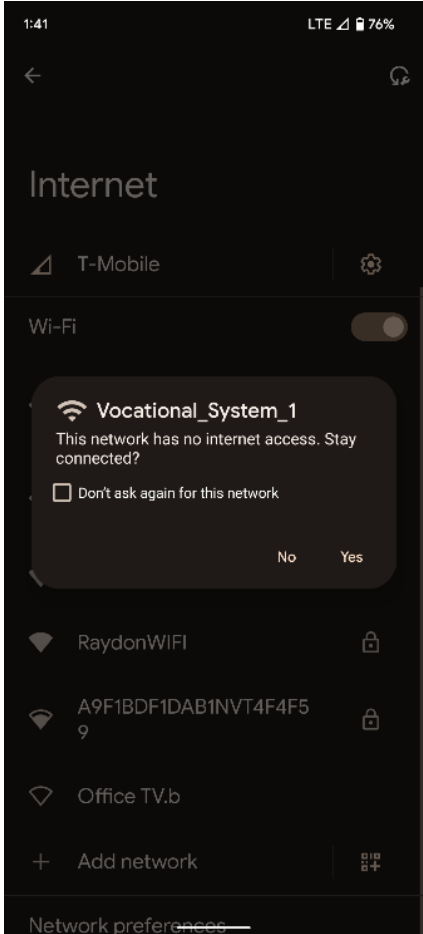 1:41
LTE 76%
Internet
T-Mobile
Wi-Fi
Vocational_System_1
This network has no internet access. Stay
connected?
Don't ask again for this network
No Yes
RaydonWIFI
A9F1BDF1DAB1NVT4F4F5
9
Office TV.b
Add network
Network preferences